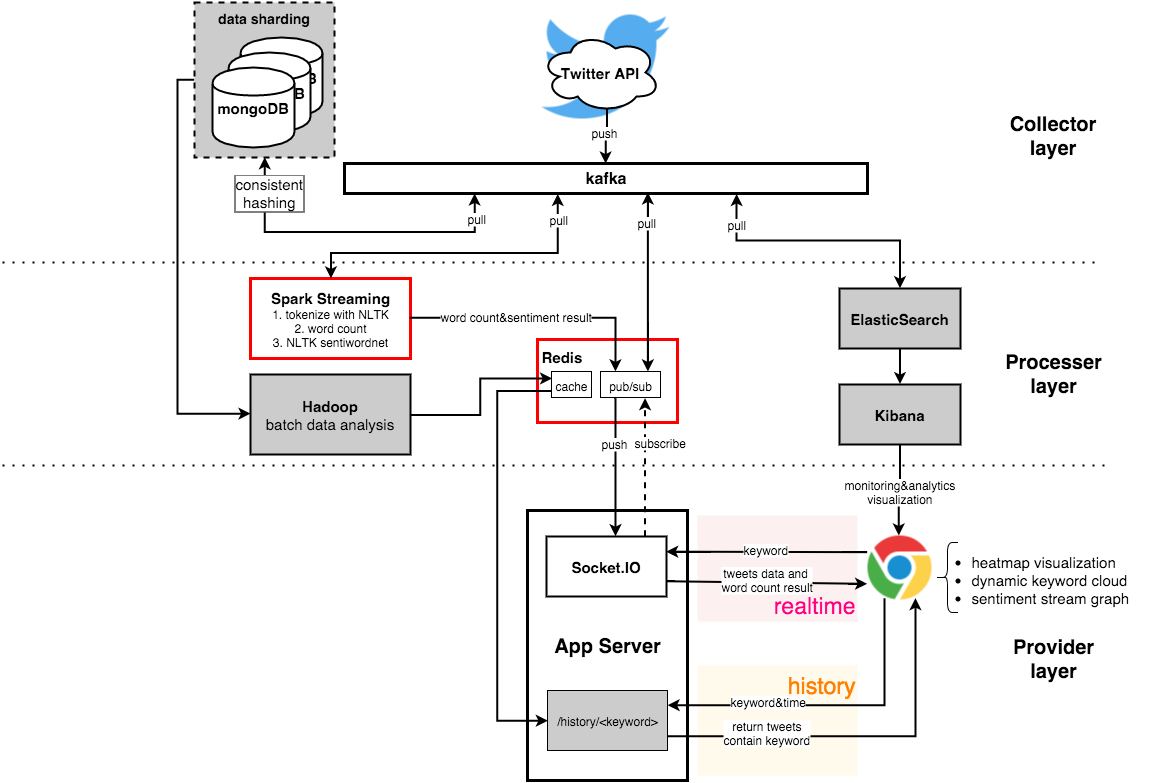 data sharding
B
B
mongoDB
Twitter API
push
Collector
layer
kafka
consistent
hashing
pull
pull
pull
pull
Spark Streaming
1. tokenize with NLTK
2. word count
3. NLTK sentiwordnet
word count&sentiment result
ElasticSearch
Redis
cache
pub/sub
Processer
layer
Hadoop
batch data analysis
Kibana
push
subscribe
monitoring&analytics
visualization
Socket.IO
keyword
tweets data and
word count result
realtime
• heatmap visualization
• dynamic keyword cloud
• sentiment stream graph
App Server
Provider
layer
history
keyword&time
/history/<keyword>
return tweets
contain keyword